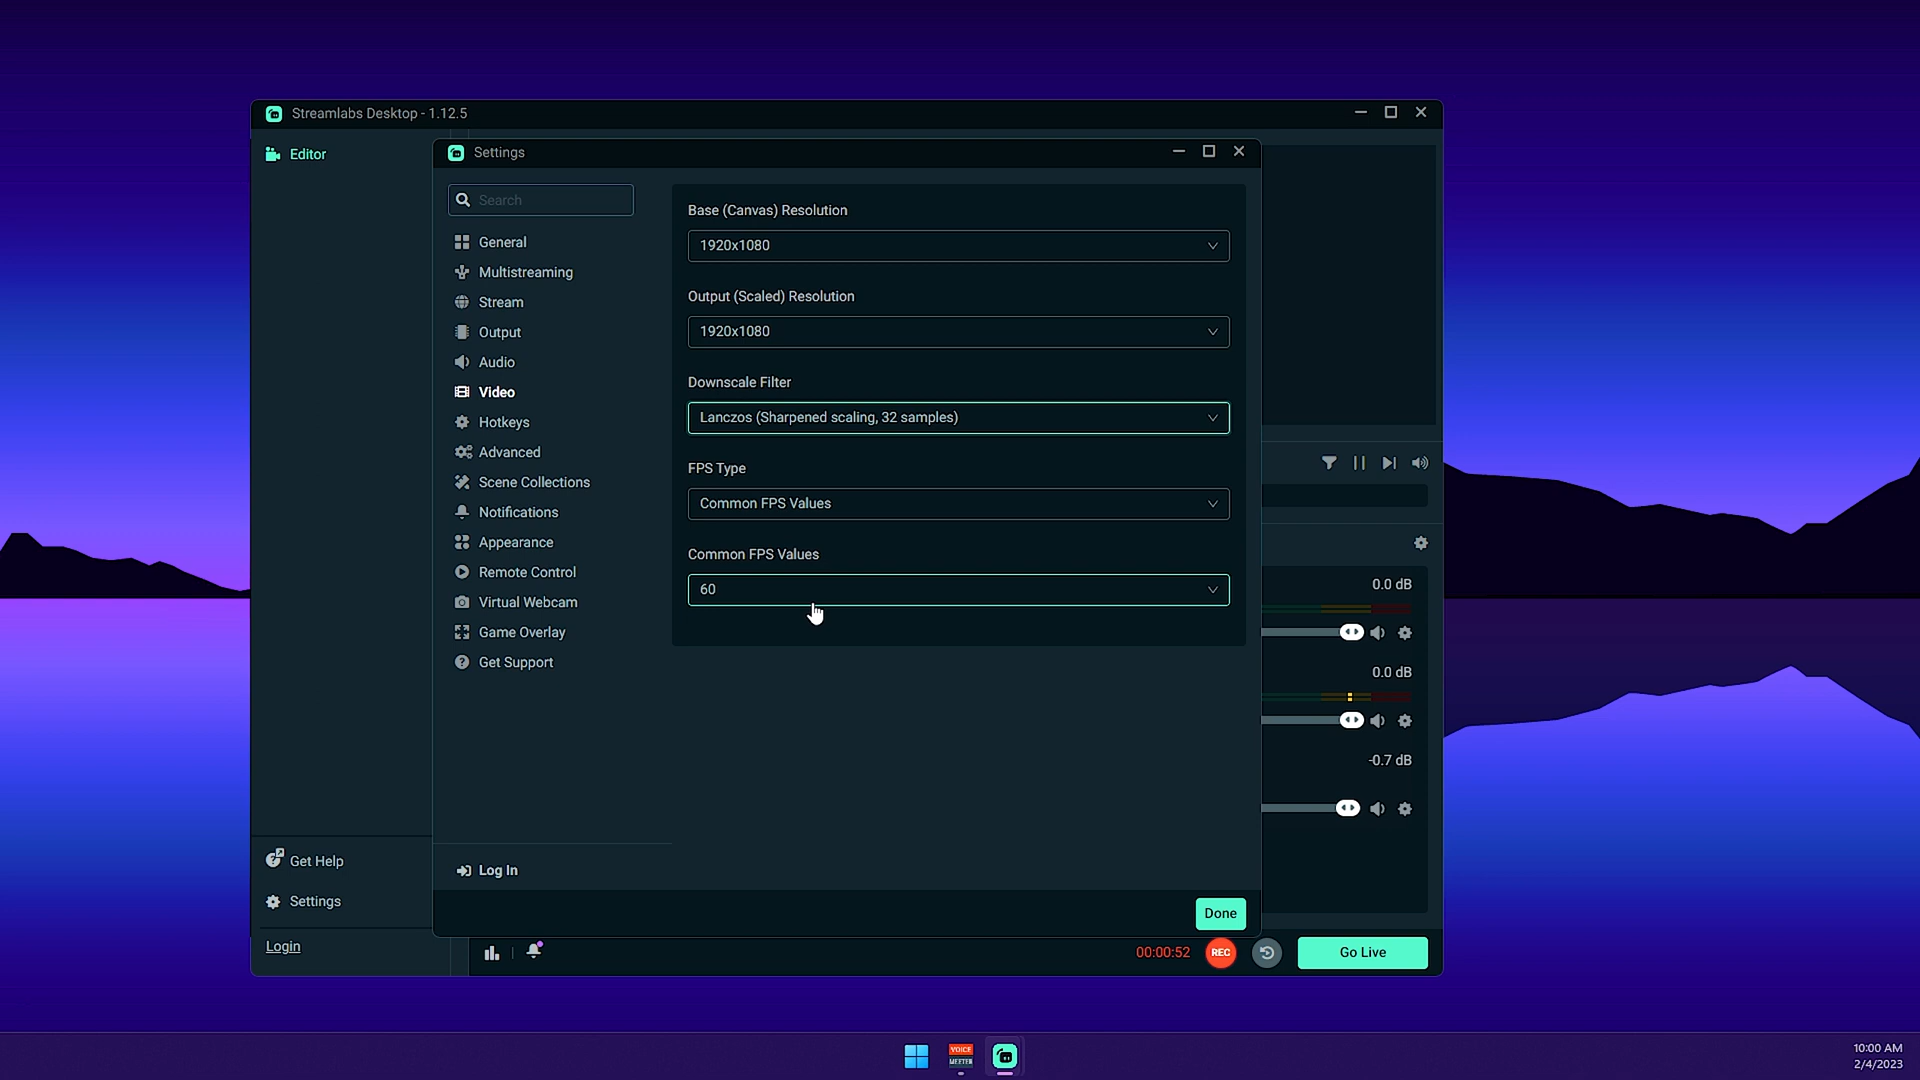 Streamlabs Desktop - 1.12.5
Editor
Settings
Search
General
Multistreaming
Stream
Output
Audio
Video
Hotkeys
Advanced
Scene Collections
Notifications
Appearance
Remote Control
Virtual Webcam
Game Overlay
Get Support
Log In
Base (Canvas) Resolution
1920x1080
Output (Scaled) Resolution
1920x1080
Downscale Filter
Lanczos (Sharpened scaling, 32 samples)
FPS Type
Common FPS Values
Common FPS Values
60
Done
0.0 dB
0.0 dB
-0.7 dB
Get Help
Settings
Login
00:00:52
REC
Go Live
VOICE
MEETER
10:00 AM
2/4/2023